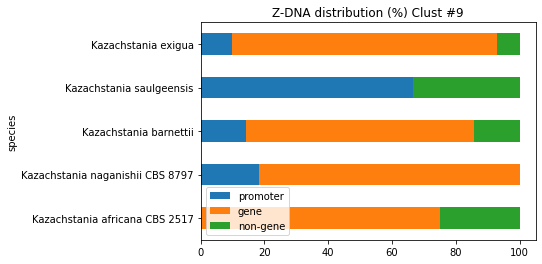 Z-DNA distribution (%) Clust #9
Kazachstania exigua
Kazachstania saulgeensis
Kazachstania barnettii
Kazachstania naganishii CBS 8797
Kazachstania africana CBS 2517
species
promoter
gene
non-gene
0 20 40 60 80 100